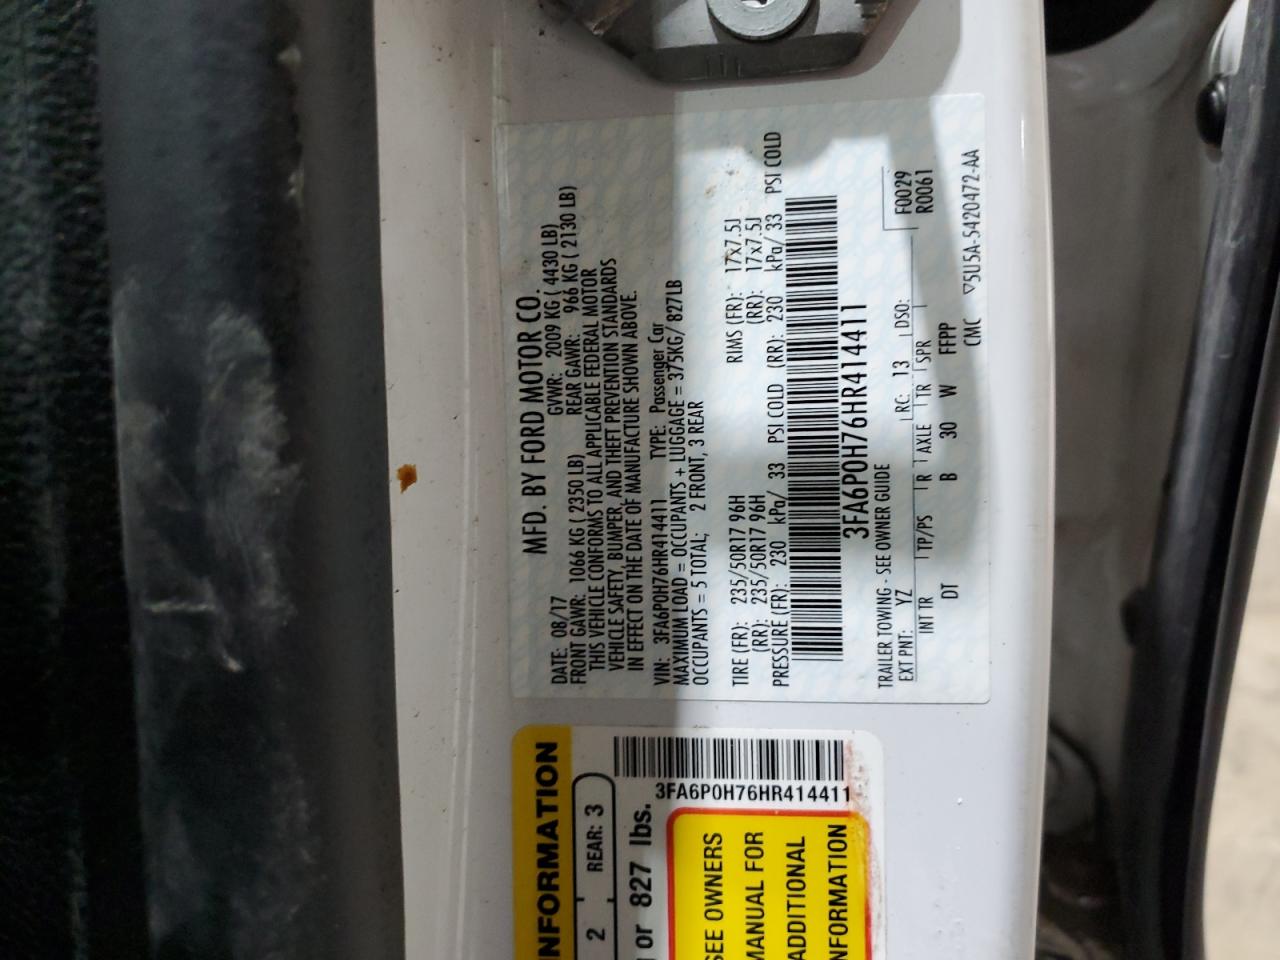 MFD. BY FORD MOTOR CO.
DATE: 08/17 GVWR: 2009 KG ( 4430 LB)
FRONT GAWR: 1066 KG ( 2350 LB) REAR GAWR: 966 KG ( 2130 LB)
THIS VEHICLE CONFORMS TO ALL APPLICABLE FEDERAL MOTOR
VEHICLE SAFETY, BUMPER, AND THEFT PREVENTION STANDARDS
IN EFFECT ON THE DATE OF MANUFACTURE SHOWN ABOVE.
VIN: 3FA6P0H76HR414411 TYPE: Passenger Car
MAXIMUM LOAD = OCCUPANTS + LUGGAGE = 375KG/ 827LB
OCCUPANTS = 5 TOTAL; 2 FRONT, 3 REAR
TIRE (FR): 235/50R17 96H RIMS (FR): 17x7.5J
(RR): 235/50R17 96H (RR): 17x7.5J
PRESSURE (FR): 230 kPa/ 33 PSI COLD (RR): 230 kPa/ 33 PSI COLD
3FA6P0H76HR414411
TRAILER TOWING - SEE OWNER GUIDE
F0029
R0061
EXT PNT: YZ RC: 13 DSO:
INT TR TP/PS R AXLE TR SPR
DT B 30 W FFPP
CMC ▽5U5A-5420472-AA
INFORMATION
2 REAR: 3
or 827 lbs.
3FA6P0H76HR414411
SEE OWNERS
MANUAL FOR
ADDITIONAL
INFORMATION